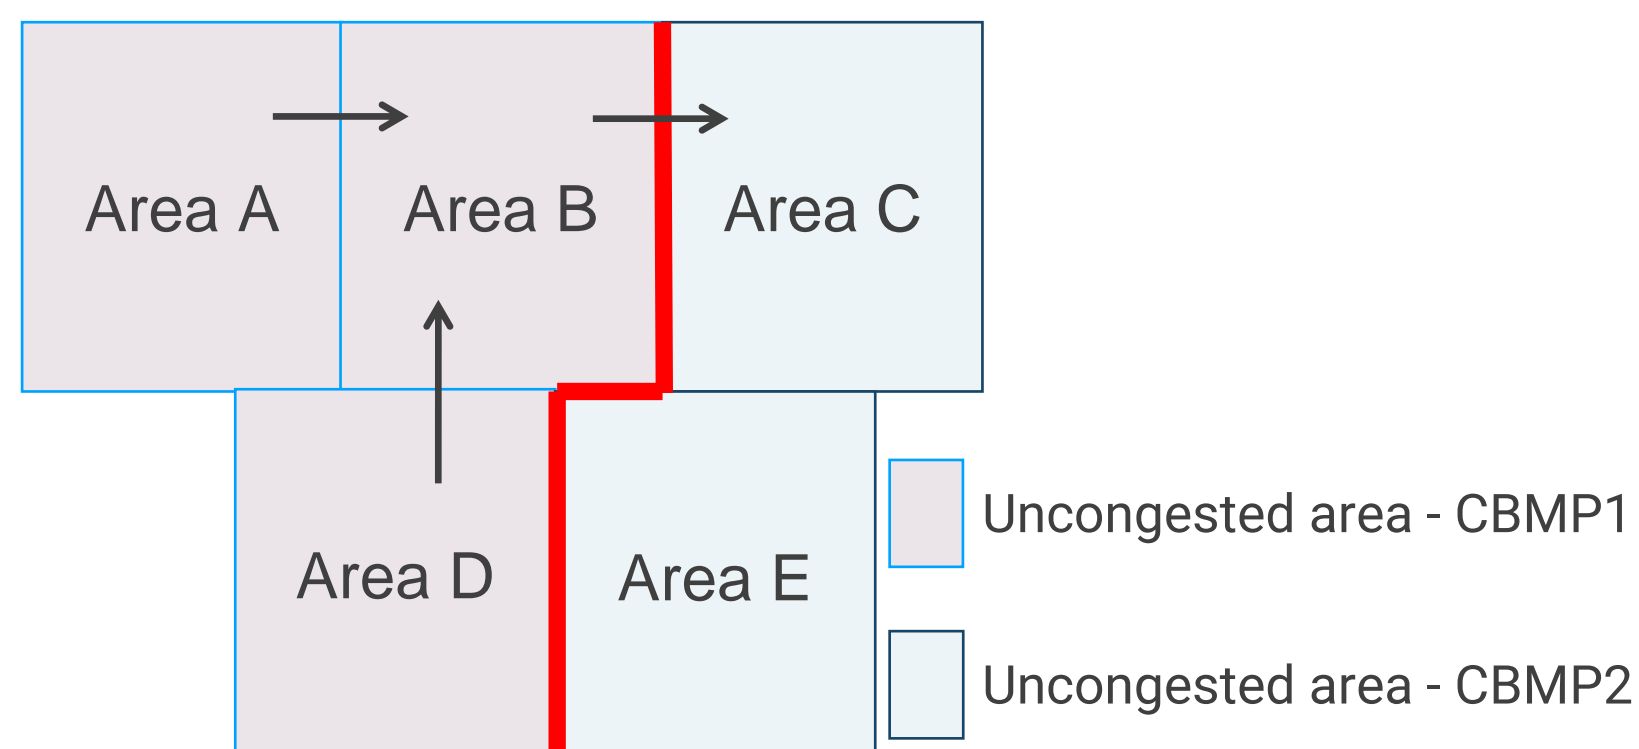 Area A
Area B
Area C
Area D
Area E
Uncongested area - CBMP1
Uncongested area - CBMP2